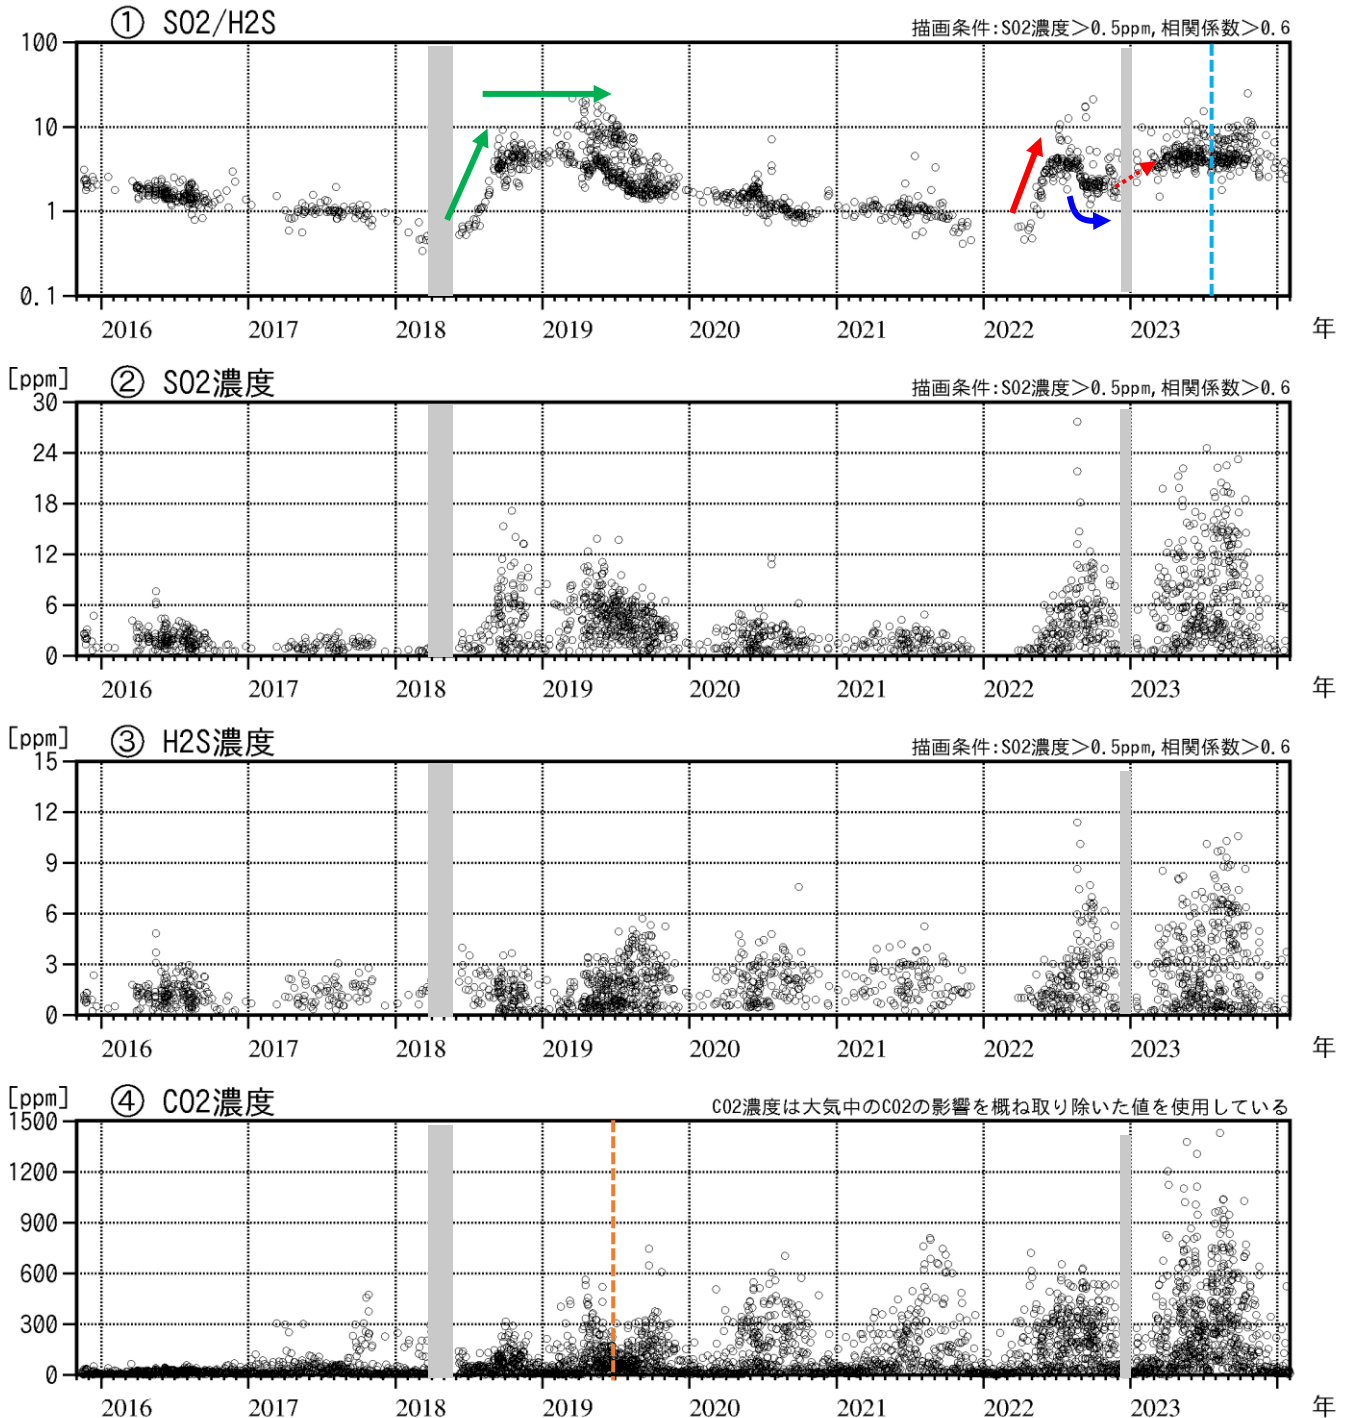 ① SO2/H2S
描画条件:SO2濃度>0.5ppm,相関係数>0.6
100
10
1
0.1
2016 2017 2018 2019 2020 2021 2022 2023 年
[ppm] ② SO2濃度
描画条件:SO2濃度>0.5ppm,相関係数>0.6
30
24
18
12
6
0
2016 2017 2018 2019 2020 2021 2022 2023 年
[ppm] ③ H2S濃度
描画条件:SO2濃度>0.5ppm,相関係数>0.6
15
12
9
6
3
0
2016 2017 2018 2019 2020 2021 2022 2023 年
[ppm] ④ CO2濃度
CO2濃度は大気中のCO2の影響を概ね取り除いた値を使用している
1500
1200
900
600
300
0
2016 2017 2018 2019 2020 2021 2022 2023 年